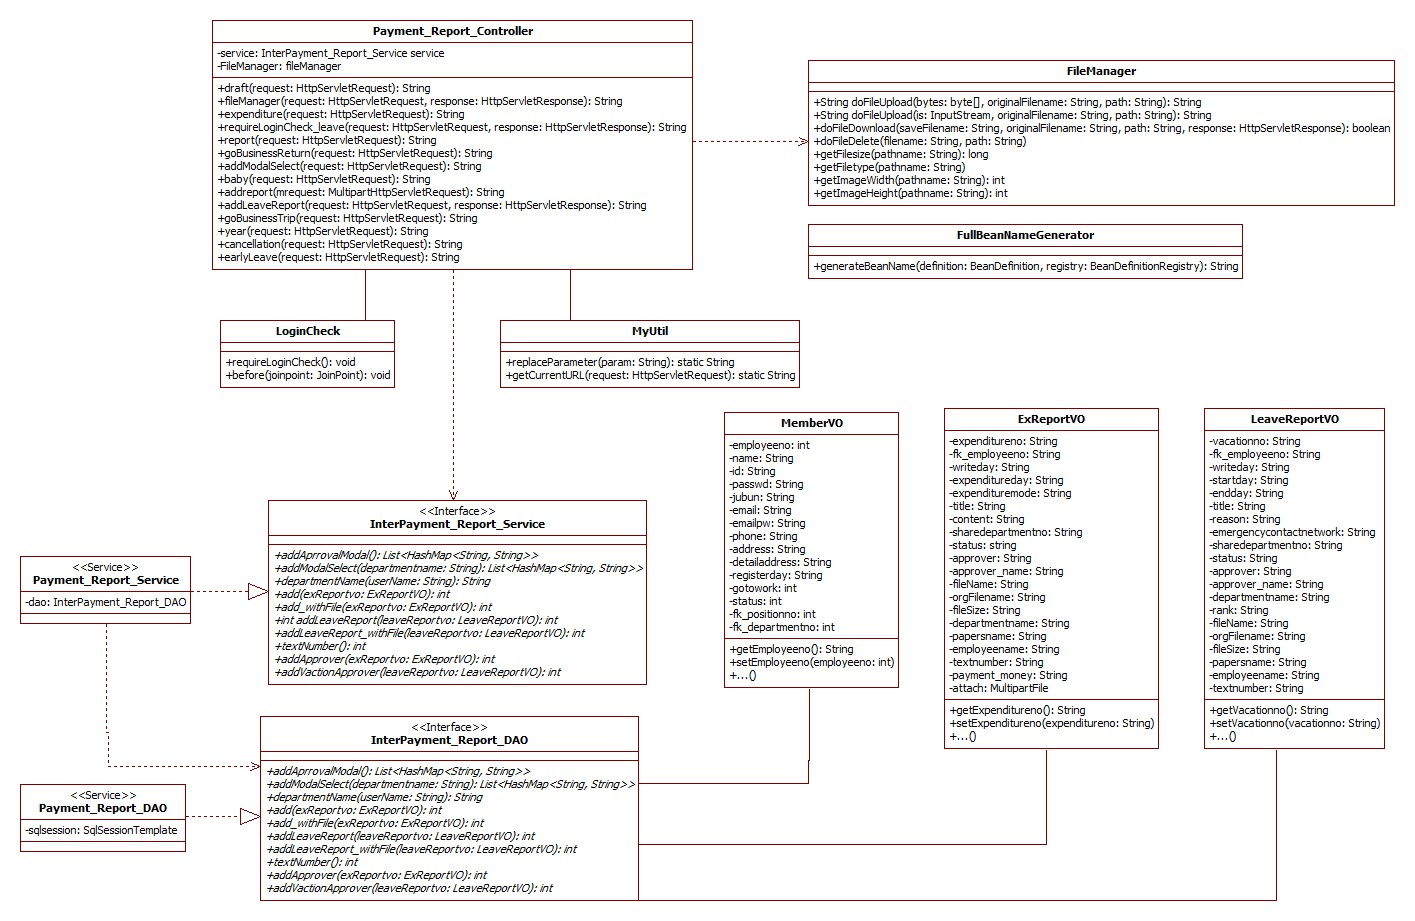 Payment_Report_Controller
-service: InterPayment_Report_Service service
-FileManager: fileManager
+draft(request: HttpServletRequest): String
+fileManager(request: HttpServletRequest, response: HttpServletResponse): String
+expenditure(request: HttpServletRequest): String
+requireLoginCheck_leave(request: HttpServletRequest, response: HttpServletResponse): String
+report(request: HttpServletRequest): String
+goBusinessReturn(request: HttpServletRequest): String
+addModalSelect(request: HttpServletRequest): String
+baby(request: HttpServletRequest): String
+addreport(mrequest: MultipartHttpServletRequest): String
+addLeaveReport(request: HttpServletRequest, response: HttpServletResponse): String
+goBusinessTrip(request: HttpServletRequest): String
+year(request: HttpServletRequest): String
+cancellation(request: HttpServletRequest): String
+earlyLeave(request: HttpServletRequest): String
FileManager
+String doFileUpload(bytes: byte[], originalFilename: String, path: String): String
+String doFileUpload(is: InputStream, originalFilename: String, path: String): String
+doFileDownload(saveFilename: String, originalFilename: String, path: String, response: HttpServletResponse): boolean
+doFileDelete(filename: String, path: String)
+getFilesize(pathname: String): long
+getFiletype(pathname: String)
+getImageWidth(pathname: String): int
+getImageHeight(pathname: String): int
FullBeanNameGenerator
+generateBeanName(definition: BeanDefinition, registry: BeanDefinitionRegistry): String
LoginCheck
+requireLoginCheck(): void
+before(joinpoint: JoinPoint): void
MyUtil
+replaceParameter(param: String): static String
+getCurrentURL(request: HttpServletRequest): static String
MemberVO
-employeeno: int
-name: String
-id: String
-passwd: String
-jubun: String
-email: String
-emailpw: String
-phone: String
-address: String
-detailaddress: String
-registerday: String
-gotowork: int
-status: int
-fk_positionno: int
-fk_departmentno: int
+getEmployeeno(): String
+setEmployeeno(employeeno: int)
+...()
ExReportVO
-expenditureno: String
-fk_employeeno: String
-writeday: String
-expenditureday: String
-expendituremode: String
-title: String
-content: String
-sharedepartmentno: String
-status: string
-approver: String
-approver_name: String
-fileName: String
-orgFilename: String
-fileSize: String
-departmentname: String
-papersname: String
-employeename: String
-textnumber: String
-payment_money: String
-attach: MultipartFile
+getExpenditureno(): String
+setExpenditureno(expenditureno: String)
+...()
LeaveReportVO
-vacationno: String
-fk_employeeno: String
-writeday: String
-startday: String
-endday: String
-title: String
-reason: String
-emergencycontactnetwork: String
-sharedepartmentno: String
-status: String
-approver: String
-approver_name: String
-departmentname: String
-rank: String
-fileName: String
-orgFilename: String
-fileSize: String
-papersname: String
-employeename: String
-textnumber: String
+getVacationno(): String
+setVacationno(vacationno: String)
+...()
<<Interface>>
InterPayment_Report_Service
+addAprrovalModal(): List<HashMap<String, String>>
+addModalSelect(departmentname: String): List<HashMap<String, String>>
+departmentName(userName: String): String
+add(exReportvo: ExReportVO): int
+add_withFile(exReportvo: ExReportVO): int
+int addLeaveReport(leaveReportvo: LeaveReportVO): int
+addLeaveReport_withFile(leaveReportvo: LeaveReportVO): int
+textNumber(): int
+addApprover(exReportvo: ExReportVO): int
+addVactionApprover(leaveReportvo: LeaveReportVO): int
<<Service>>
Payment_Report_Service
-dao: InterPayment_Report_DAO
<<Interface>>
InterPayment_Report_DAO
+addAprrovalModal(): List<HashMap<String, String>>
+addModalSelect(departmentname: String): List<HashMap<String, String>>
+departmentName(userName: String): String
+add(exReportvo: ExReportVO): int
+add_withFile(exReportvo: ExReportVO): int
+addLeaveReport(leaveReportvo: LeaveReportVO): int
+addLeaveReport_withFile(leaveReportvo: LeaveReportVO): int
+textNumber(): int
+addApprover(exReportvo: ExReportVO): int
+addVactionApprover(leaveReportvo: LeaveReportVO): int
<<Service>>
Payment_Report_DAO
-sqlsession: SqlSessionTemplate